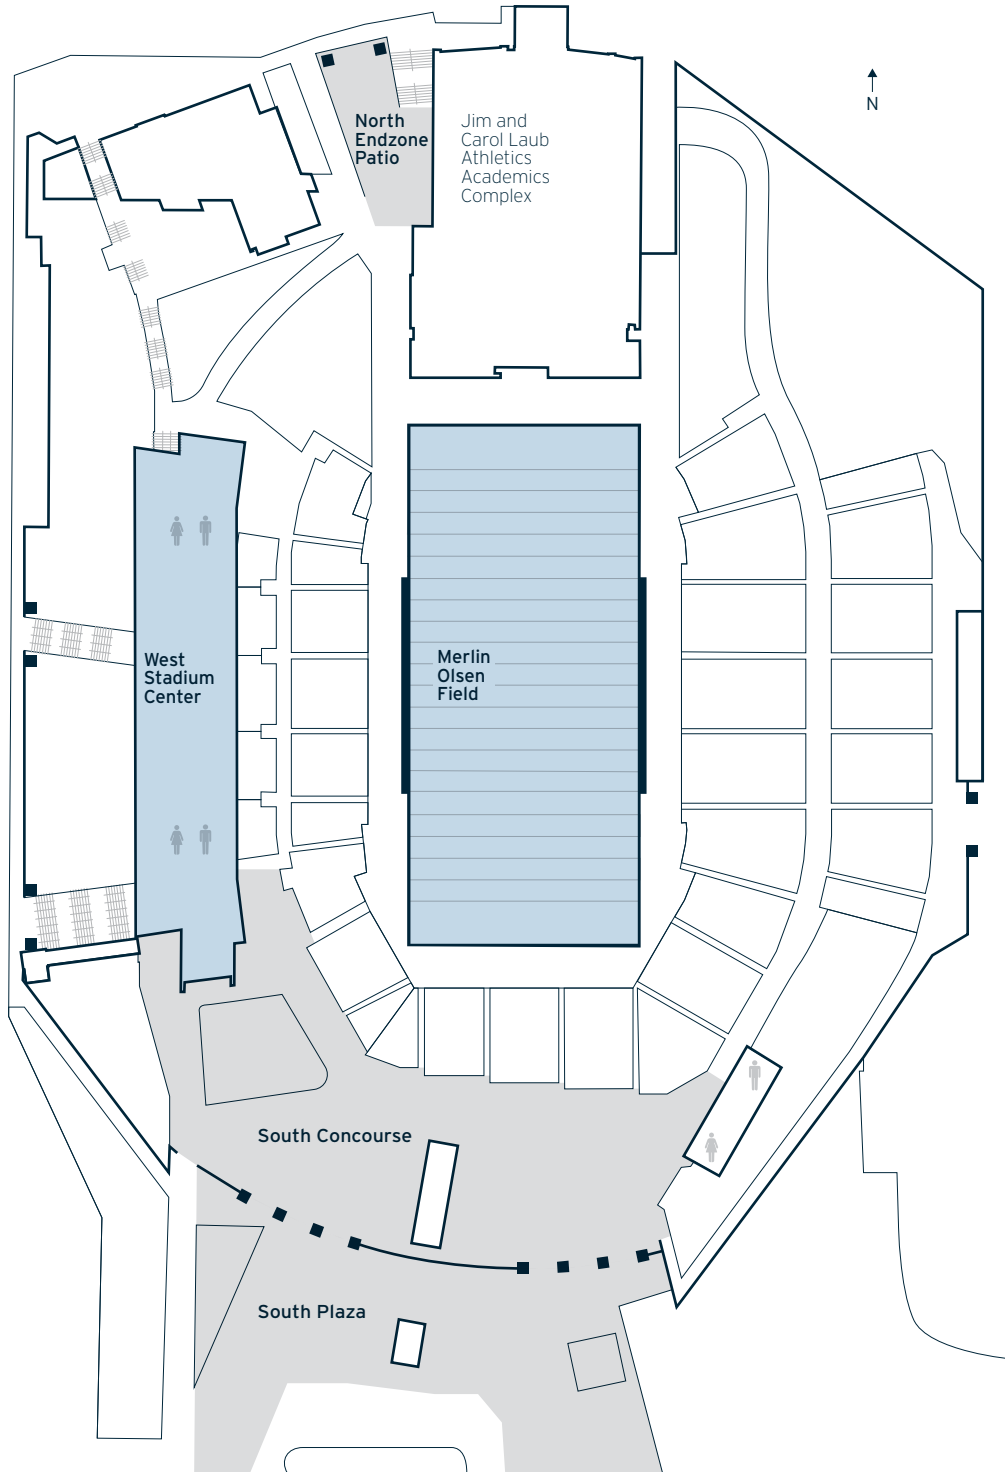 N
North
Endzone
Patio
Jim and
Carol Laub
Athletics
Academics
Complex
West
Stadium
Center
Merlin
Olsen
Field
South Concourse
South Plaza